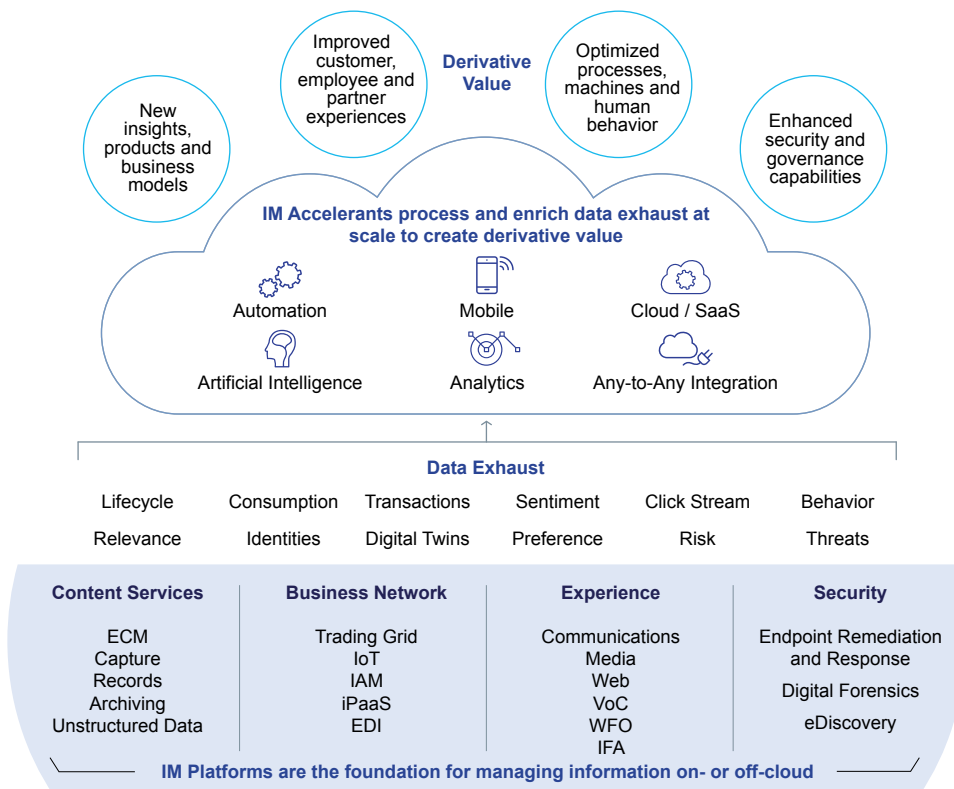 New
insights,
products and
business
models
Improved
customer,
employee and
partner
experiences
Derivative
Value
Optimized
processes,
machines and
human
behavior
Enhanced
security and
governance
capabilities
IM Accelerants process and enrich data exhaust at
scale to create derivative value
Automation
Mobile
Cloud / SaaS
Artificial Intelligence
Analytics
Any-to-Any Integration
Data Exhaust
Lifecycle
Consumption
Transactions
Sentiment
Click Stream
Behavior
Relevance
Identities
Digital Twins
Preference
Risk
Threats
Content Services
ECM
Capture
Records
Archiving
Unstructured Data
Business Network
Trading Grid
IoT
IAM
iPaaS
EDI
Experience
Communications
Media
Web
VoC
WFO
IFA
Security
Endpoint Remediation
and Response
Digital Forensics
eDiscovery
IM Platforms are the foundation for managing information on- or off-cloud